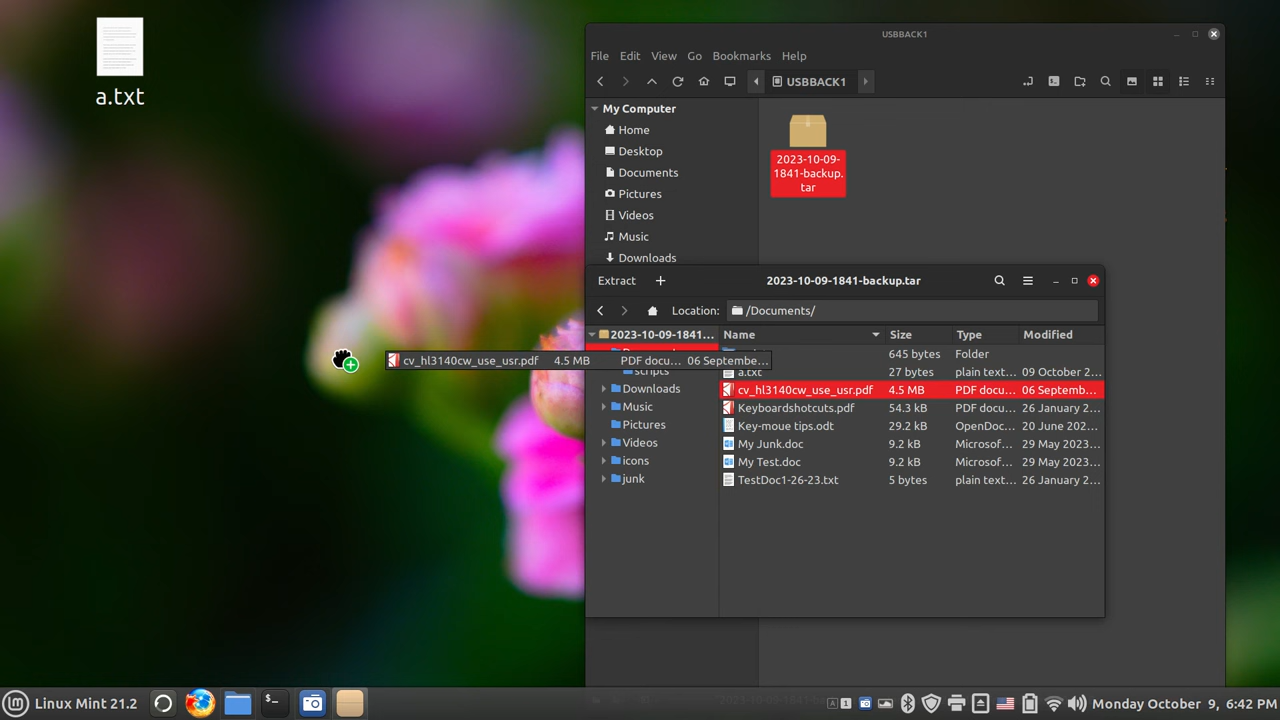 a.txt
USBBACK1
File Edit View Go Bookmarks Help
USBBACK1
My Computer
Home
Desktop
Documents
Pictures
Videos
Music
Downloads
2023-10-09-
1841-backup.
tar
Extract + 2023-10-09-1841-backup.tar
Location: /Documents/
2023-10-09-1841...
scripts
Downloads
Music
Pictures
Videos
icons
junk
Name Size Type Modified
645 bytes Folder
a.txt 27 bytes plain text... 09 October 2...
cv_hl3140cw_use_usr.pdf 4.5 MB PDF docu... 06 Septembe...
cv_hl3140cw_use_usr.pdf 4.5 MB PDF docu... 06 Septemb...
Keyboardshotcuts.pdf 54.3 kB PDF docu... 26 January 2...
Key-moue tips.odt 29.2 kB OpenDoc... 20 June 202...
My Junk.doc 9.2 kB Microsof... 29 May 2023...
My Test.doc 9.2 kB Microsof... 29 May 2023...
TestDoc1-26-23.txt 5 bytes plain text... 26 January 2...
Linux Mint 21.2
A 1
Monday October 9, 6:42 PM